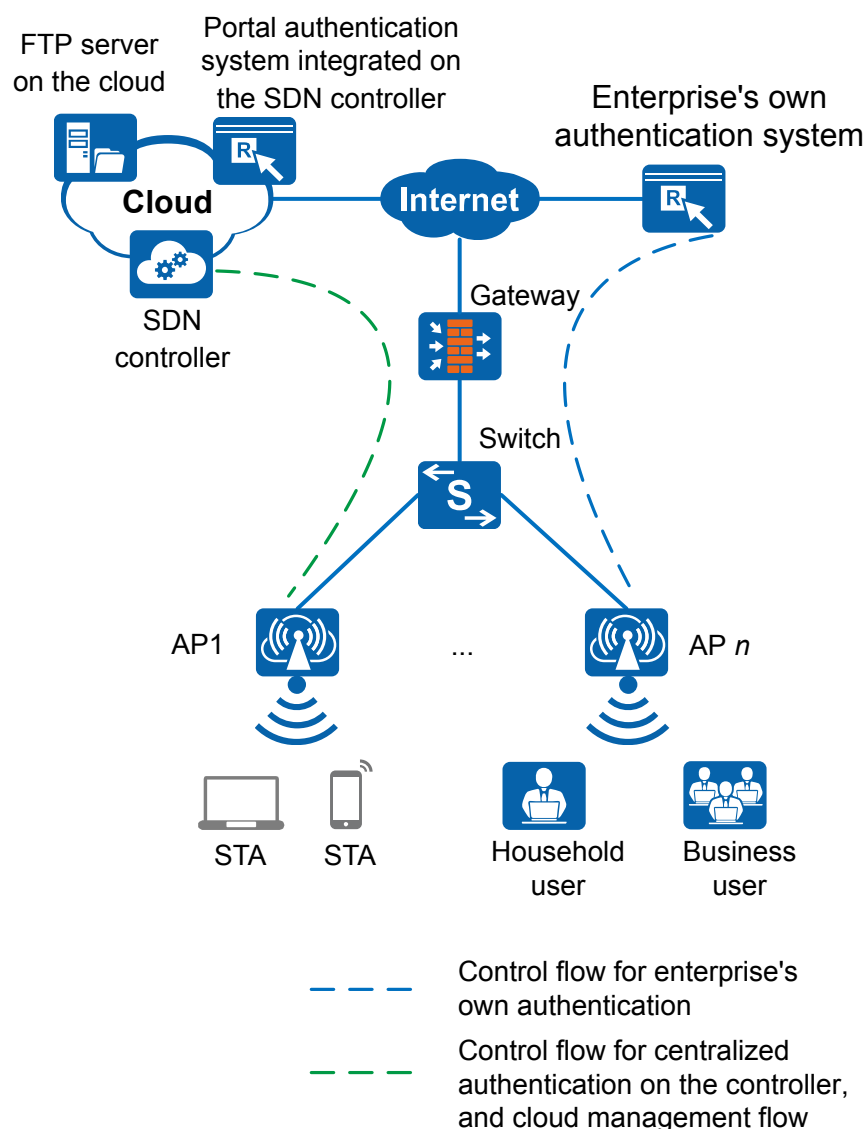 FTP server
on the cloud
Portal authentication
system integrated on
the SDN controller
Enterprise's own
authentication system
R
R
Cloud
Internet
SDN
controller
Gateway
Switch
S
AP1
...
AP n
STA
STA
Household
user
Business
user
Control flow for enterprise's
own authentication
Control flow for centralized
authentication on the controller,
and cloud management flow